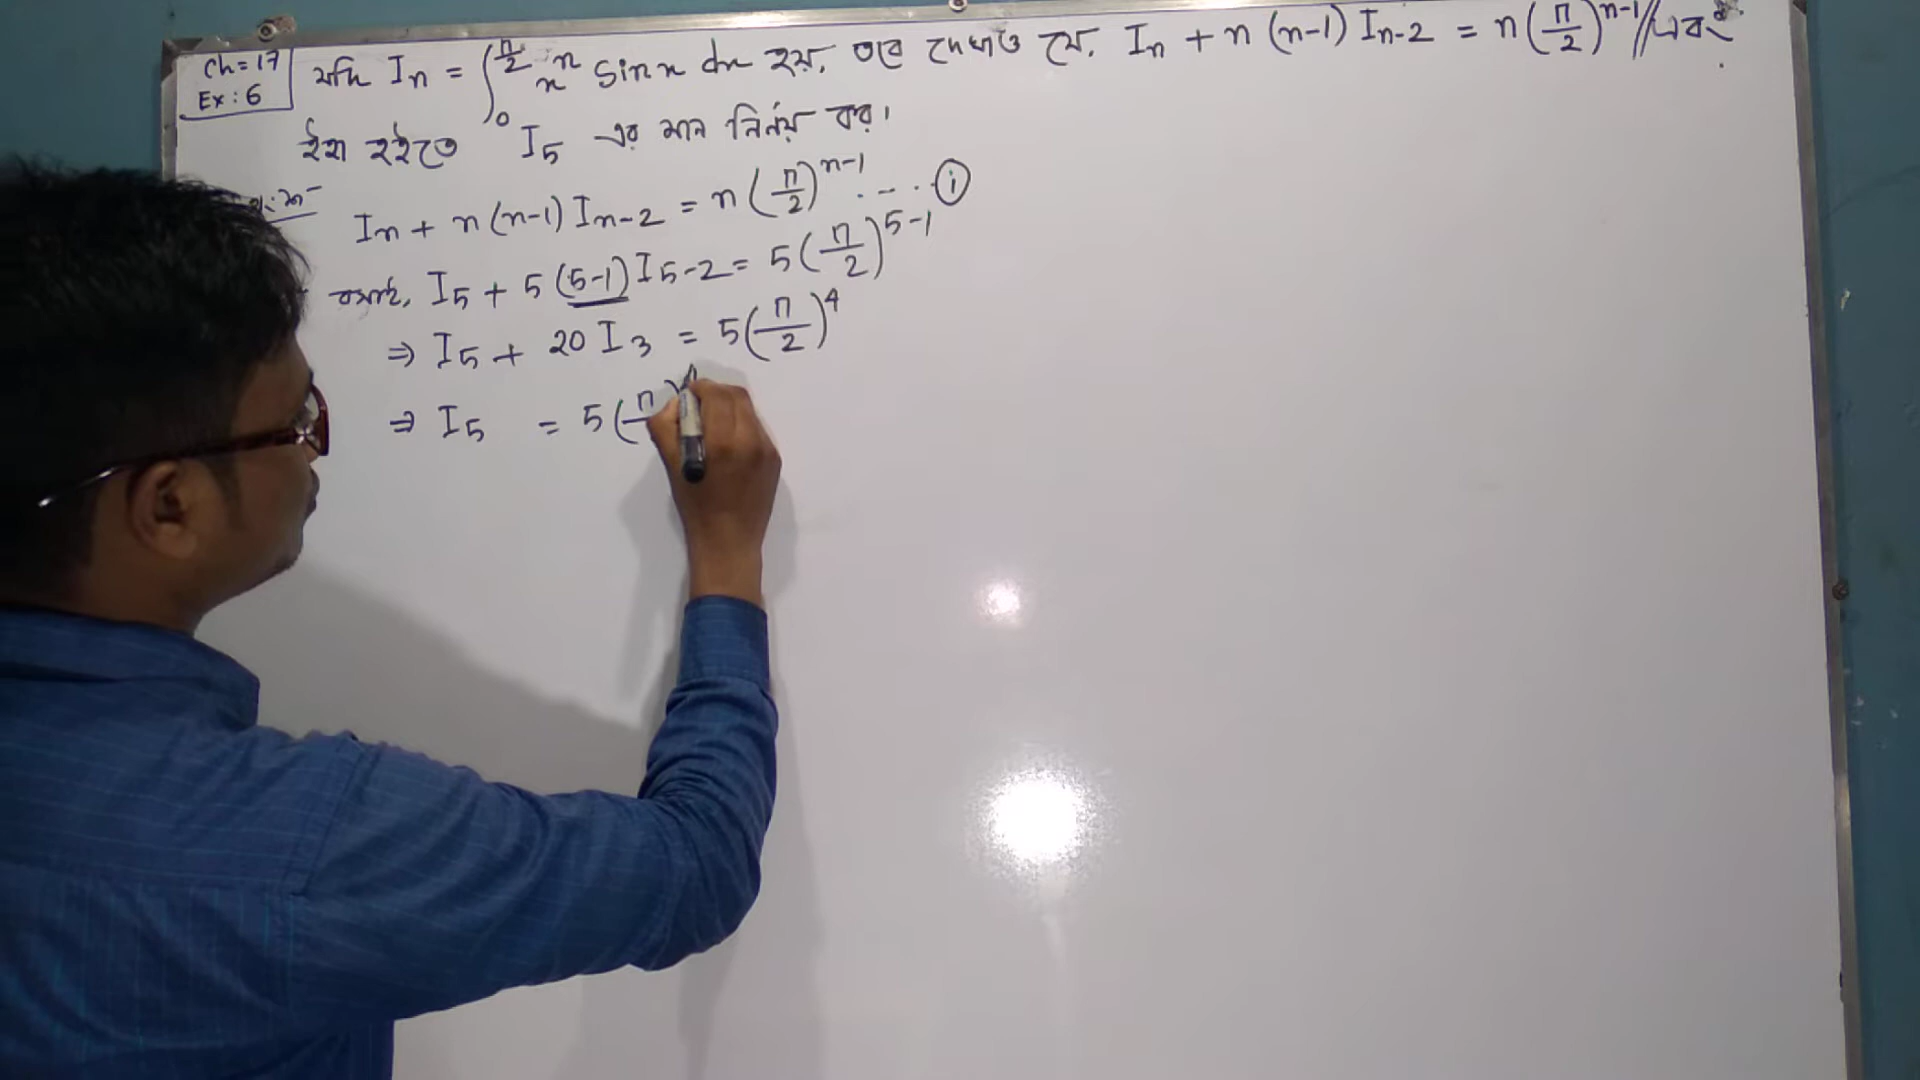 Ch = 17
Ex : 6
যদি Iₙ = ∫₀^{π/2} xⁿ sin x dx হয়, তবে দেখাও যে, Iₙ + n (n-1) Iₙ₋₂ = n (π/2)ⁿ⁻¹ // এবং
ইহা হইতে I₅ এর মান নির্ণয় কর।
Iₙ + n (n-1) Iₙ₋₂ = n (π/2)ⁿ⁻¹ ... (i)
বসাই, I₅ + 5 (5-1) I₅₋₂ = 5 (π/2)⁵⁻¹
⇒ I₅ + 20 I₃ = 5 (π/2)⁴
⇒ I₅ = 5 (π